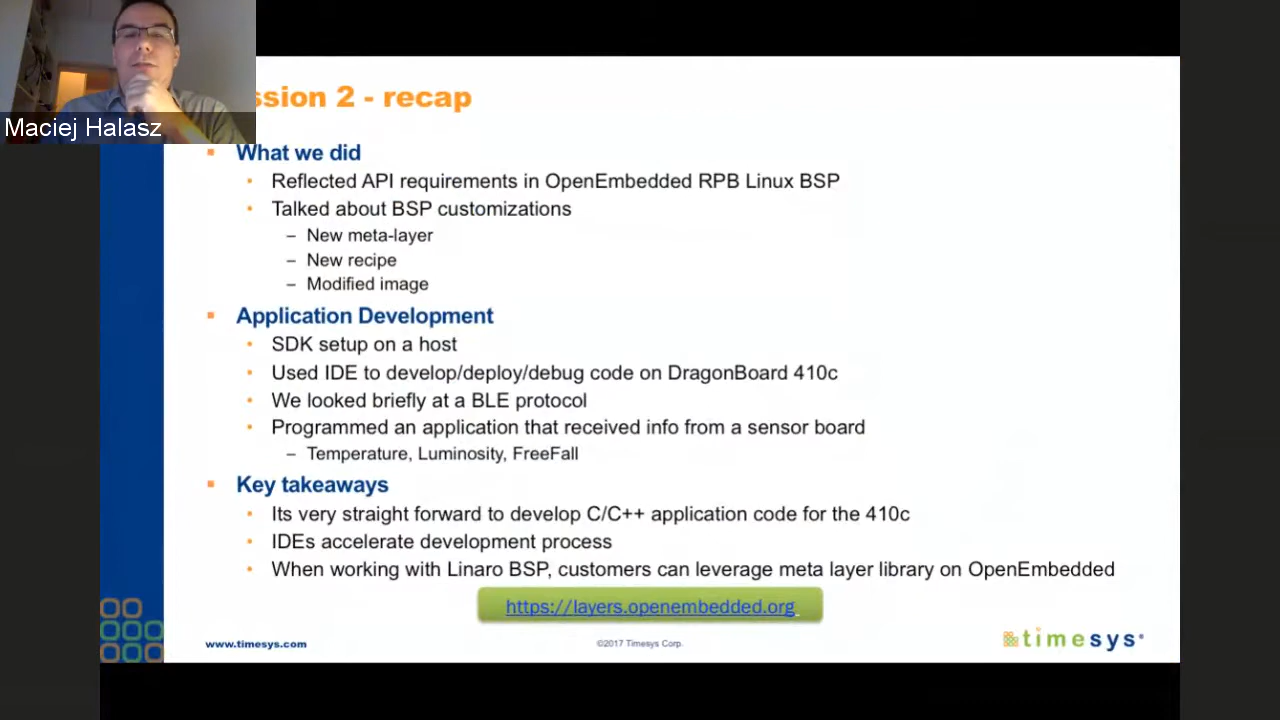 Maciej Halasz
ssion 2 - recap
What we did
Reflected API requirements in OpenEmbedded RPB Linux BSP
Talked about BSP customizations
– New meta-layer
– New recipe
– Modified image
Application Development
SDK setup on a host
Used IDE to develop/deploy/debug code on DragonBoard 410c
We looked briefly at a BLE protocol
Programmed an application that received info from a sensor board
– Temperature, Luminosity, FreeFall
Key takeaways
Its very straight forward to develop C/C++ application code for the 410c
IDEs accelerate development process
When working with Linaro BSP, customers can leverage meta layer library on OpenEmbedded
https://layers.openembedded.org
www.timesys.com
©2017 Timesys Corp.
timesys®